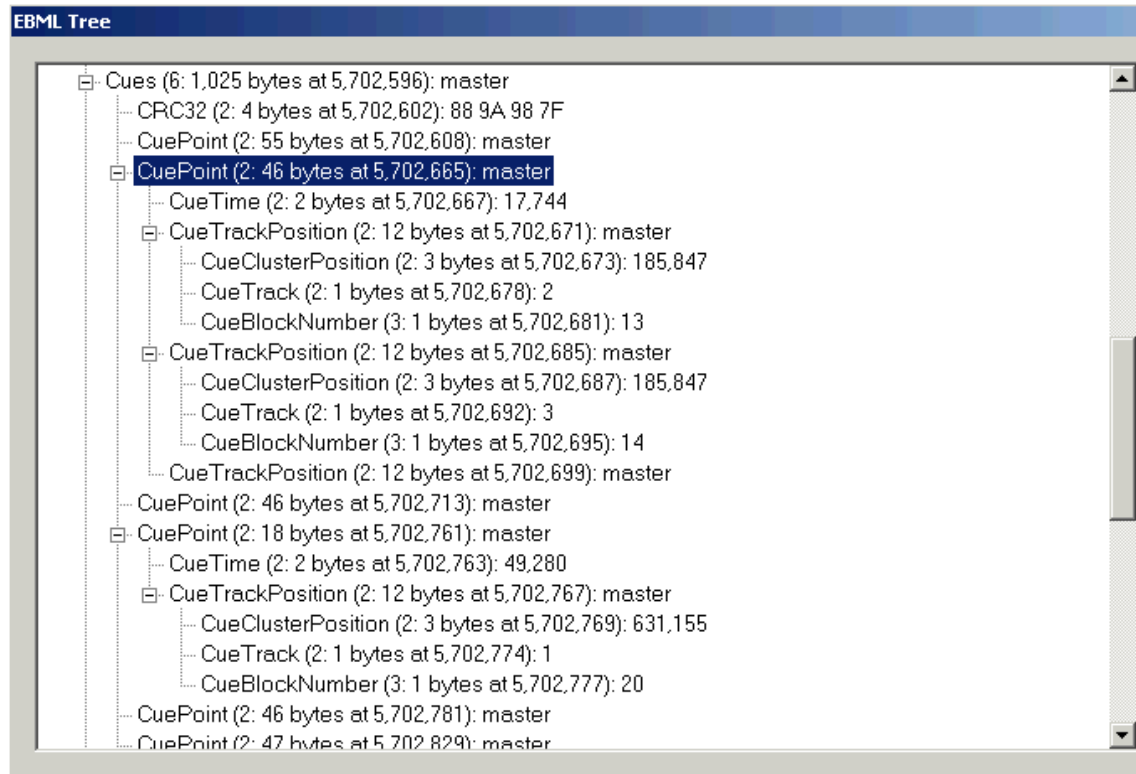 EBML Tree
Cues (6: 1,025 bytes at 5,702,596): master
CRC32 (2: 4 bytes at 5,702,602): 88 9A 98 7F
CuePoint (2: 55 bytes at 5,702,608): master
CuePoint (2: 46 bytes at 5,702,665): master
CueTime (2: 2 bytes at 5,702,667): 17,744
CueTrackPosition (2: 12 bytes at 5,702,671): master
CueClusterPosition (2: 3 bytes at 5,702,673): 185,847
CueTrack (2: 1 bytes at 5,702,678): 2
CueBlockNumber (3: 1 bytes at 5,702,681): 13
CueTrackPosition (2: 12 bytes at 5,702,685): master
CueClusterPosition (2: 3 bytes at 5,702,687): 185,847
CueTrack (2: 1 bytes at 5,702,692): 3
CueBlockNumber (3: 1 bytes at 5,702,695): 14
CueTrackPosition (2: 12 bytes at 5,702,699): master
CuePoint (2: 46 bytes at 5,702,713): master
CuePoint (2: 18 bytes at 5,702,761): master
CueTime (2: 2 bytes at 5,702,763): 49,280
CueTrackPosition (2: 12 bytes at 5,702,767): master
CueClusterPosition (2: 3 bytes at 5,702,769): 631,155
CueTrack (2: 1 bytes at 5,702,774): 1
CueBlockNumber (3: 1 bytes at 5,702,777): 20
CuePoint (2: 46 bytes at 5,702,781): master
CuePoint (2: 47 bytes at 5,702,829): master